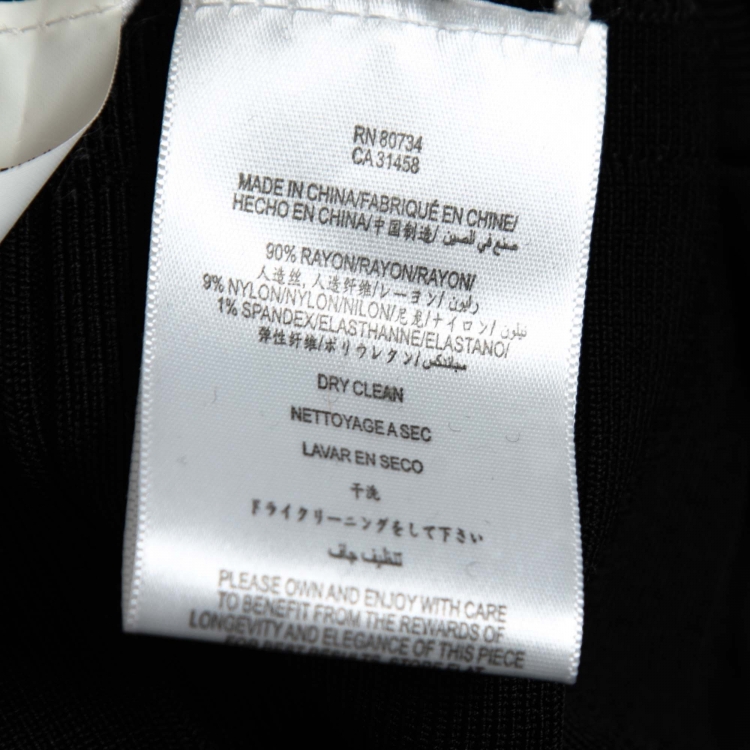 RN 80734
CA 31458
MADE IN CHINA/FABRIQUÉ EN CHINE/
HECHO EN CHINA/中国制造/ صنع في الصين
90% RAYON/RAYON/RAYON/
人造丝, 人造纤维/レーヨン/ رايون/
9% NYLON/NYLON/NILON/尼龙/ナイロン/ نيلون/
1% SPANDEX/ELASTHANNE/ELASTANO/
弹性纤维/ポリウレタン/
DRY CLEAN
NETTOYAGE A SEC
LAVAR EN SECO
干洗
ドライクリーニングをして下さい
تنظيف جاف
PLEASE OWN AND ENJOY WITH CARE
TO BENEFIT FROM THE REWARDS OF
LONGEVITY AND ELEGANCE OF THIS PIECE